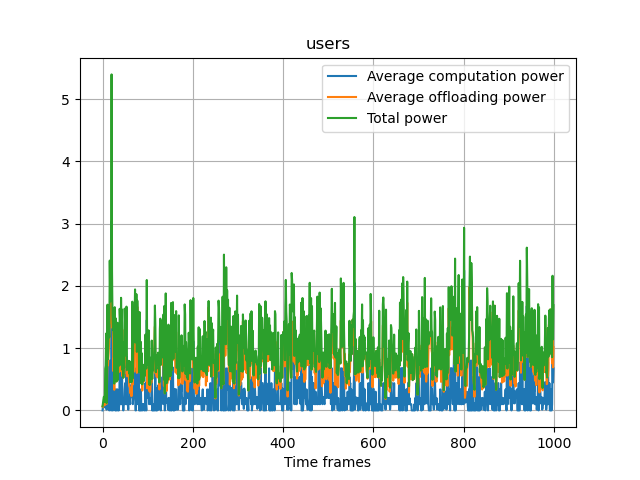 users
Average computation power
Average offloading power
Total power
5
4
3
2
1
0
0 200 400 600 800 1000
Time frames